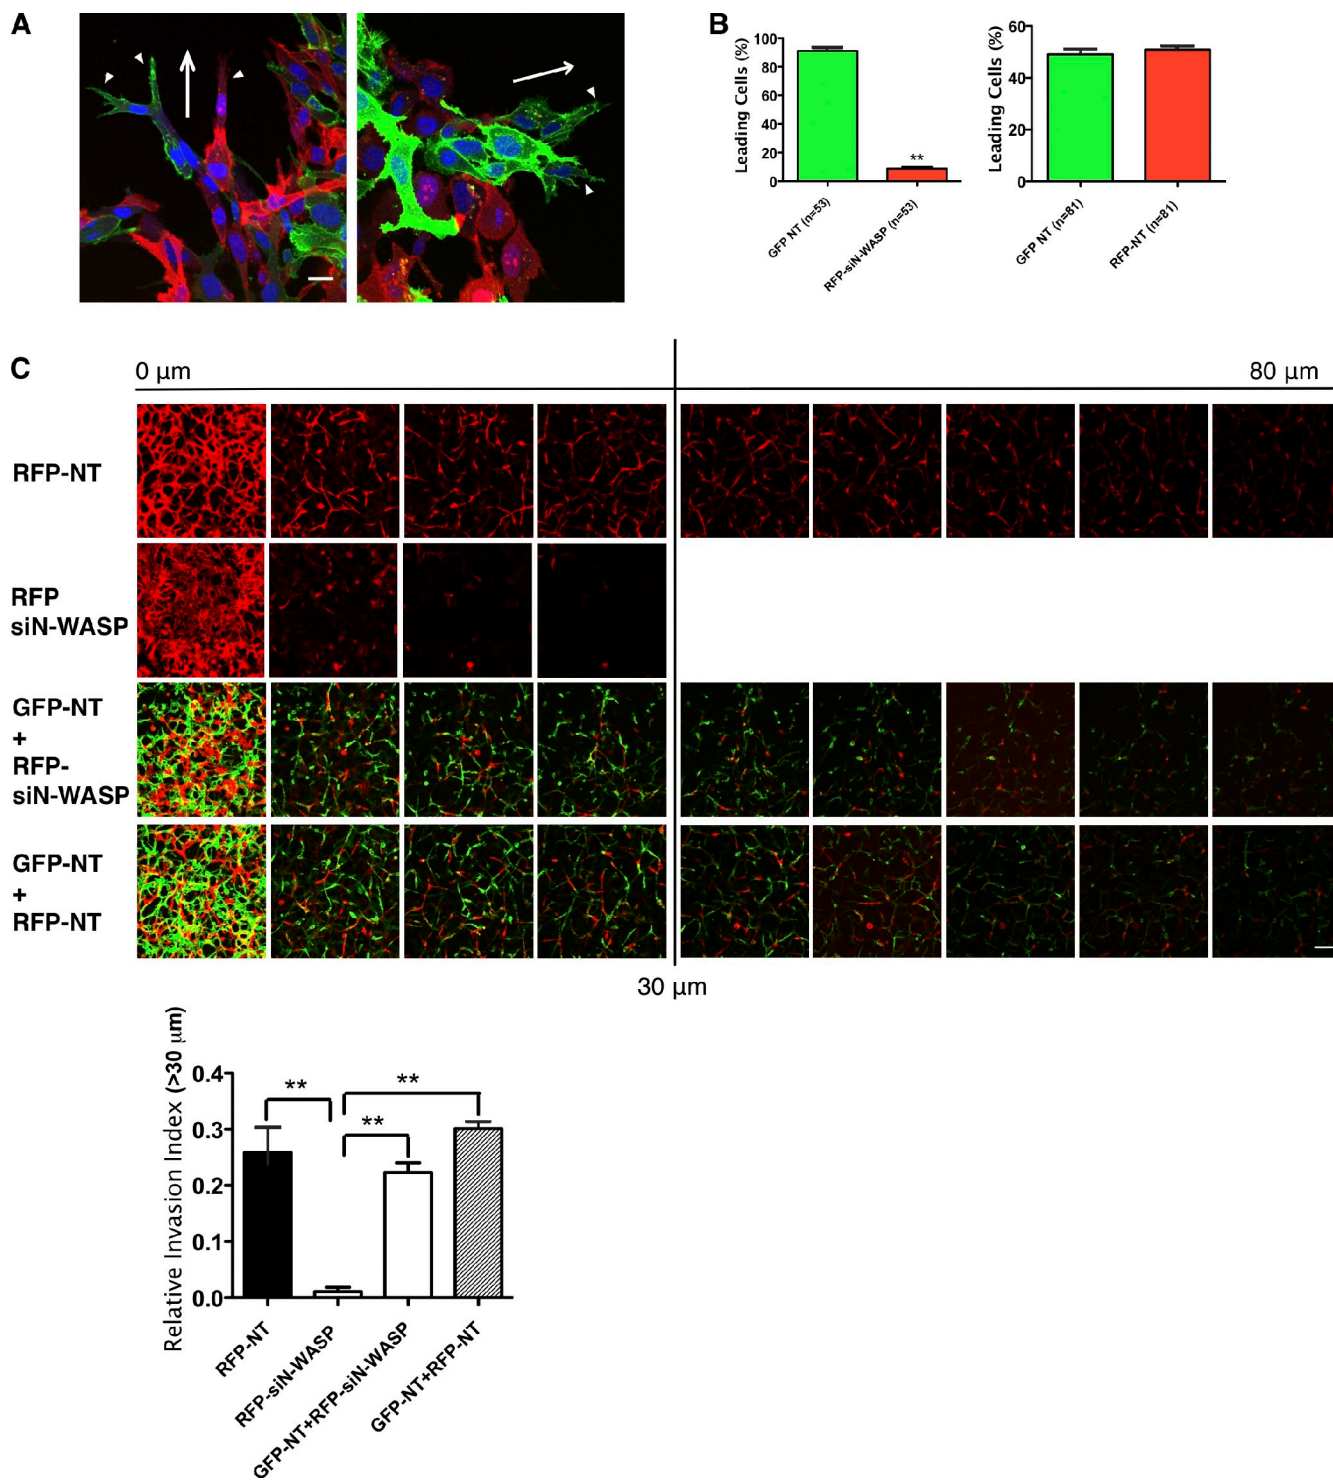 A
B
100
80
60
40
20
0
Leading Cells (%)
**
GFP NT (n=53)
RFP-siN-WASP (n=53)
60
40
20
0
Leading Cells (%)
GFP NT (n=81)
RFP-NT (n=81)
C
0 µm
80 µm
RFP-NT
RFP
siN-WASP
GFP-NT
+
RFP-
siN-WASP
GFP-NT
+
RFP-NT
30 µm
Relative Invasion Index (>30 µm)
0.4
0.3
0.2
0.1
0.0
**
**
**
RFP-NT
RFP-siN-WASP
GFP-NT+RFP-siN-WASP
GFP-NT+RFP-NT